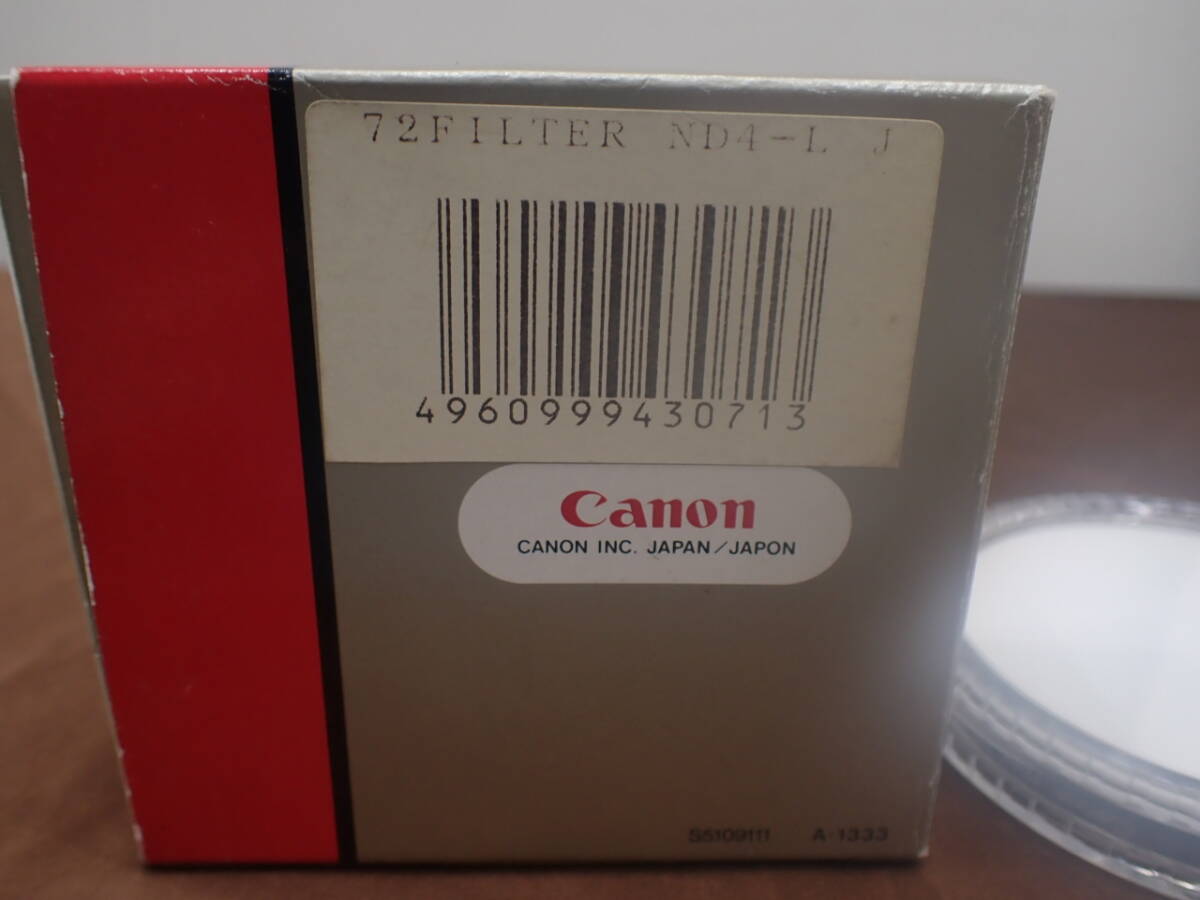 72FILTER ND4-L J
4960999430713
Canon
CANON INC. JAPAN/JAPON
S5109111 A-1333